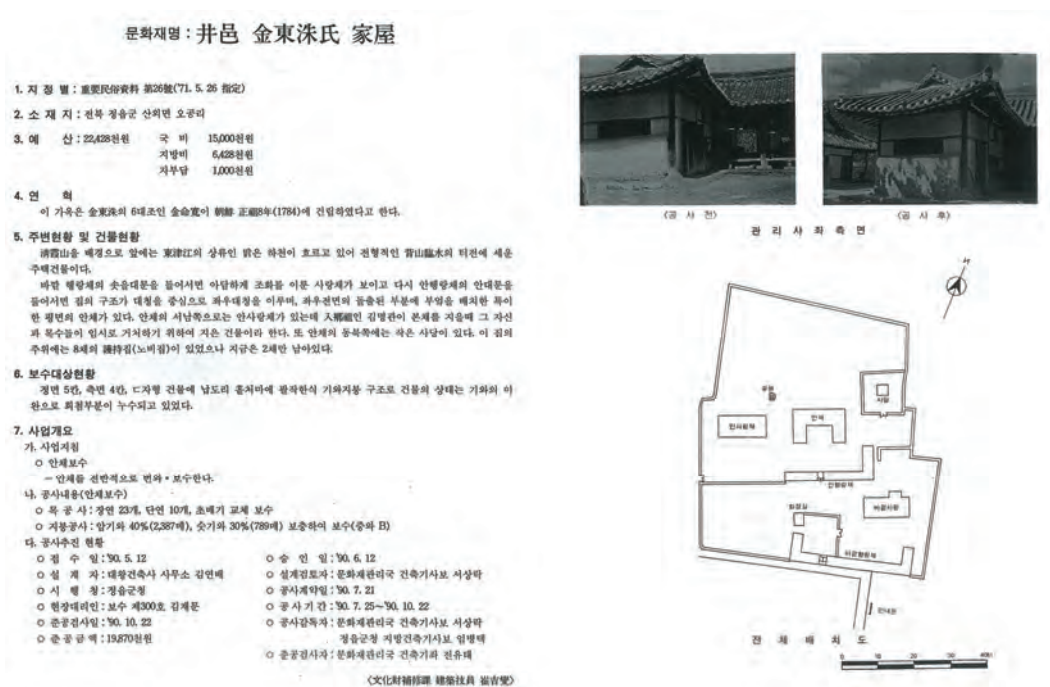 문화재명 : 井邑 金東洙氏 家屋
1. 지 정 별 : 重要民俗資料 第26號('71. 5. 26 指定)
2. 소 재 지 : 전북 정읍군 산외면 오공리
3. 예 산 : 22,428천원 국 비 15,000천원
지방비 6,428천원
자부담 1,000천원
4. 연 혁
이 가옥은 金東洙의 6대조인 金命寬이 朝鮮 正祖8年(1784)에 건립하였다고 한다.
5. 주변현황 및 건물현황
淸霞山을 배경으로 앞에는 東津江의 상류인 맑은 하천이 흐르고 있어 전형적인 背山臨水의 터전에 세운
주택건물이다.
바깥 행랑채의 솟을대문을 들어서면 아담하게 조화를 이룬 사랑채가 보이고 다시 안행랑채의 안대문을
들어서면 집의 구조가 대청을 중심으로 좌우대칭을 이루며, 좌우전면의 돌출된 부분에 부엌을 배치한 특이
한 평면의 안채가 있다. 안채의 서남쪽으로는 안사랑채가 있는데 入鄕祖인 김명관이 본채를 지을때 그 자신
과 목수들이 임시로 거처하기 위하여 지은 건물이라 한다. 또 안채의 동북쪽에는 작은 사당이 있다. 이 집의
주위에는 8채의 護持집(노비집)이 있었으나 지금은 2채만 남아있다.
6. 보수대상현황
정면 5칸, 측면 4칸, ㄷ자형 건물에 납도리 홑처마에 팔작한식 기와지붕 구조로 건물의 상태는 기와의 이
완으로 회첨부분이 누수되고 있었다.
7. 사업개요
가. 사업지침
○ 안채보수
- 안채를 전반적으로 번와·보수한다.
나. 공사내용(안채보수)
○ 목 공 사 : 장연 23개, 단연 10개, 초매기 교체 보수
○ 지붕공사 : 암기와 40%(2,387매), 숫기와 30%(789매) 보충하여 보수(중와 B)
다. 공사추진 현황
○ 접 수 일 : '90. 5. 12 ○ 승 인 일 : '90. 6. 12
○ 설 계 자 : 대왕건축사 사무소 김연배 ○ 설계검토자 : 문화재관리국 건축기사보 서상락
○ 시 행 청 : 정읍군청 ○ 공사계약일 : '90. 7. 21
○ 현장대리인 : 보수 제300호 김재문 ○ 공 사 기 간 : '90. 7. 25~'90. 10. 22
○ 준공검사일 : '90. 10. 22 ○ 공사감독자 : 문화재관리국 건축기사보 서상락
○ 준 공 금 액 : 19,870천원 정읍군청 지방건축기사보 임병택
○ 준공검사자 : 문화재관리국 건축기좌 전유태
〈文化財補修課 建築技員 崔吉燮〉
〈공 사 전〉 〈공 사 후〉
관 리 사 좌 측 면
사당
안채
안사랑채
안행랑채
바깥사랑
화장실
바깥행랑채
안내판
전 체 배 치 도
0 10 20 30 40M